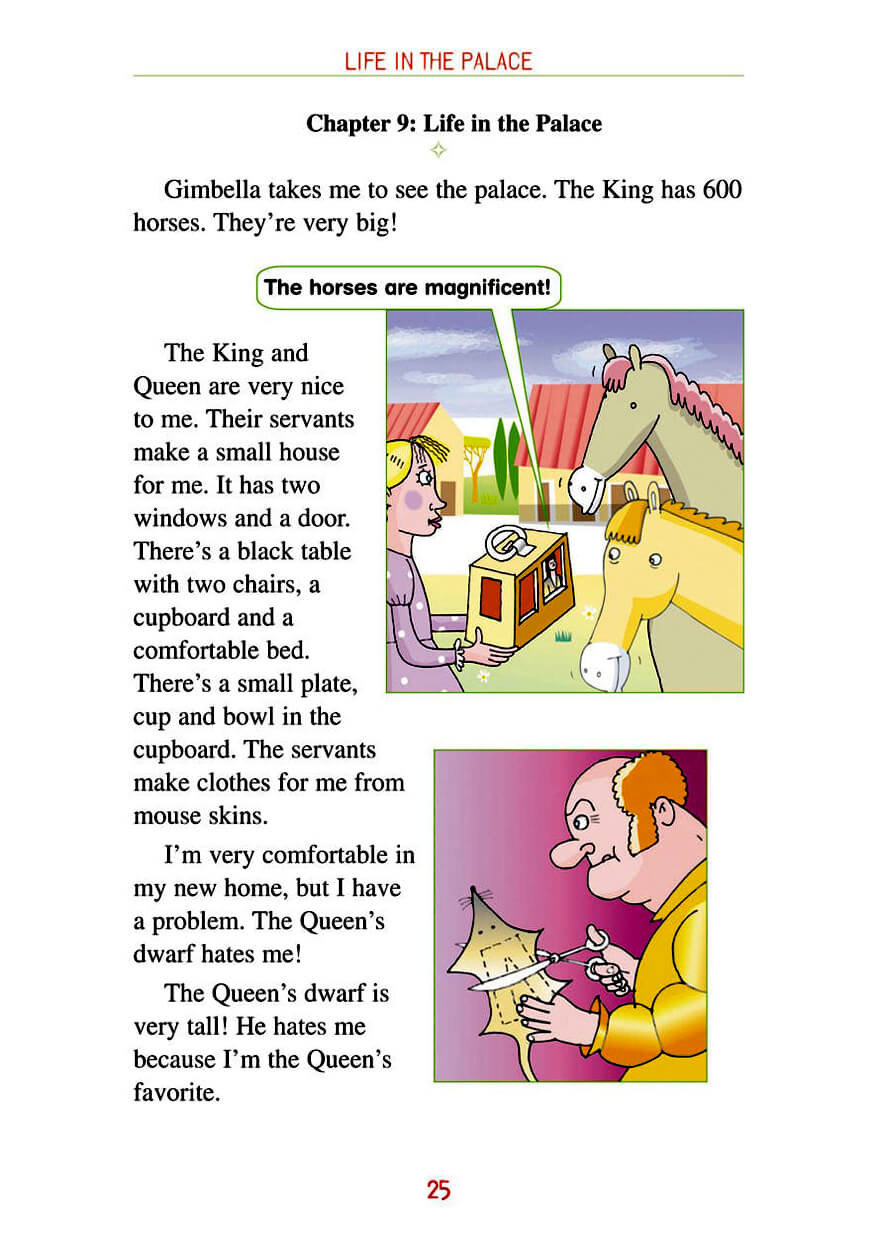 LIFE IN THE PALACE
Chapter 9: Life in the Palace
Gimbella takes me to see the palace. The King has 600
horses. They’re very big!
The horses are magnificent!
The King and
Queen are very nice
to me. Their servants
make a small house
for me. It has two
windows and a door.
There’s a black table
with two chairs, a
cupboard and a
comfortable bed.
There’s a small plate,
cup and bowl in the
cupboard. The servants
make clothes for me from
mouse skins.
I’m very comfortable in
my new home, but I have
a problem. The Queen’s
dwarf hates me!
The Queen’s dwarf is
very tall! He hates me
because I’m the Queen’s
favorite.
25